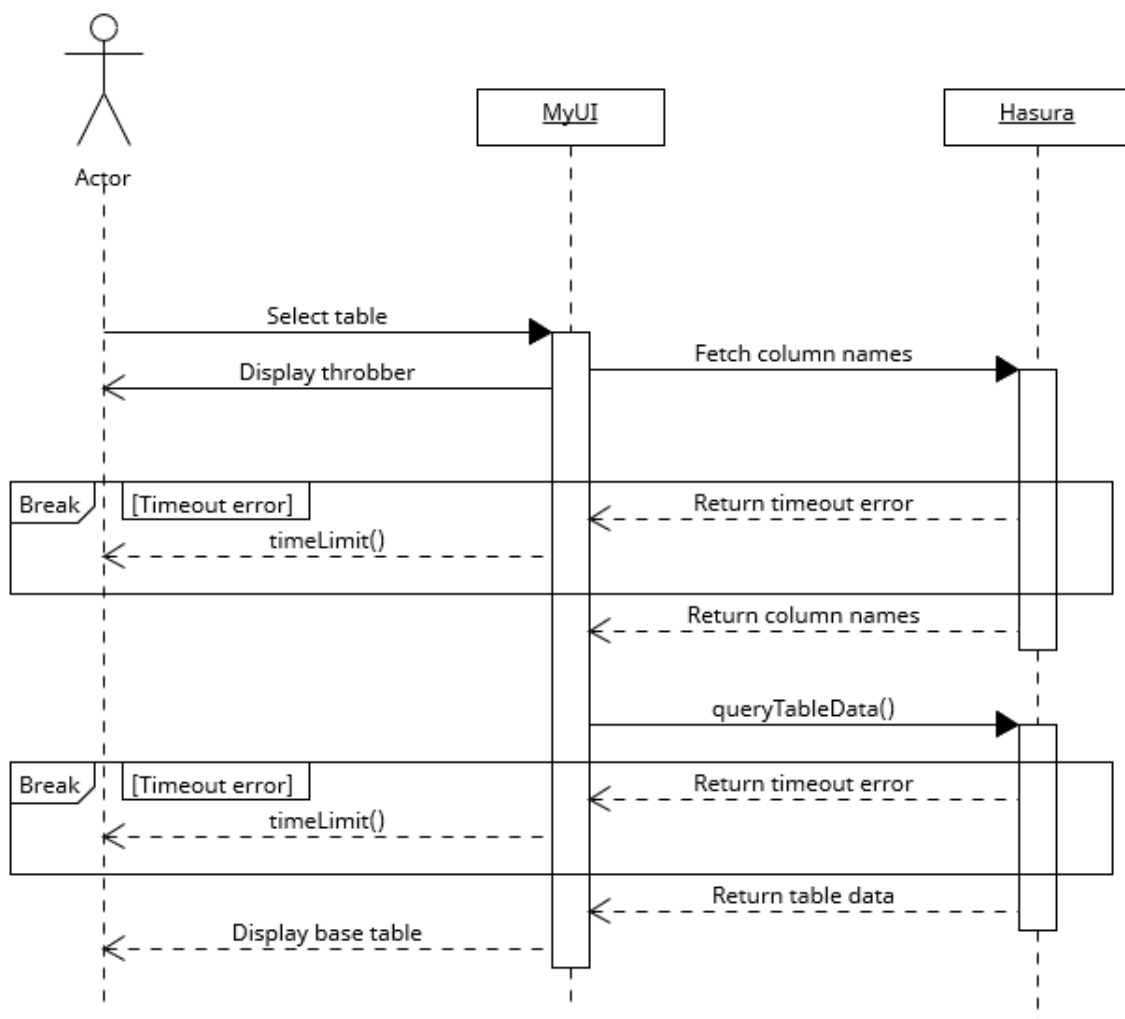 MyUI
Hasura
Actor
Select table
Fetch column names
Display throbber
Break
[Timeout error]
Return timeout error
timeLimit()
Return column names
queryTableData()
Break
[Timeout error]
Return timeout error
timeLimit()
Return table data
Display base table